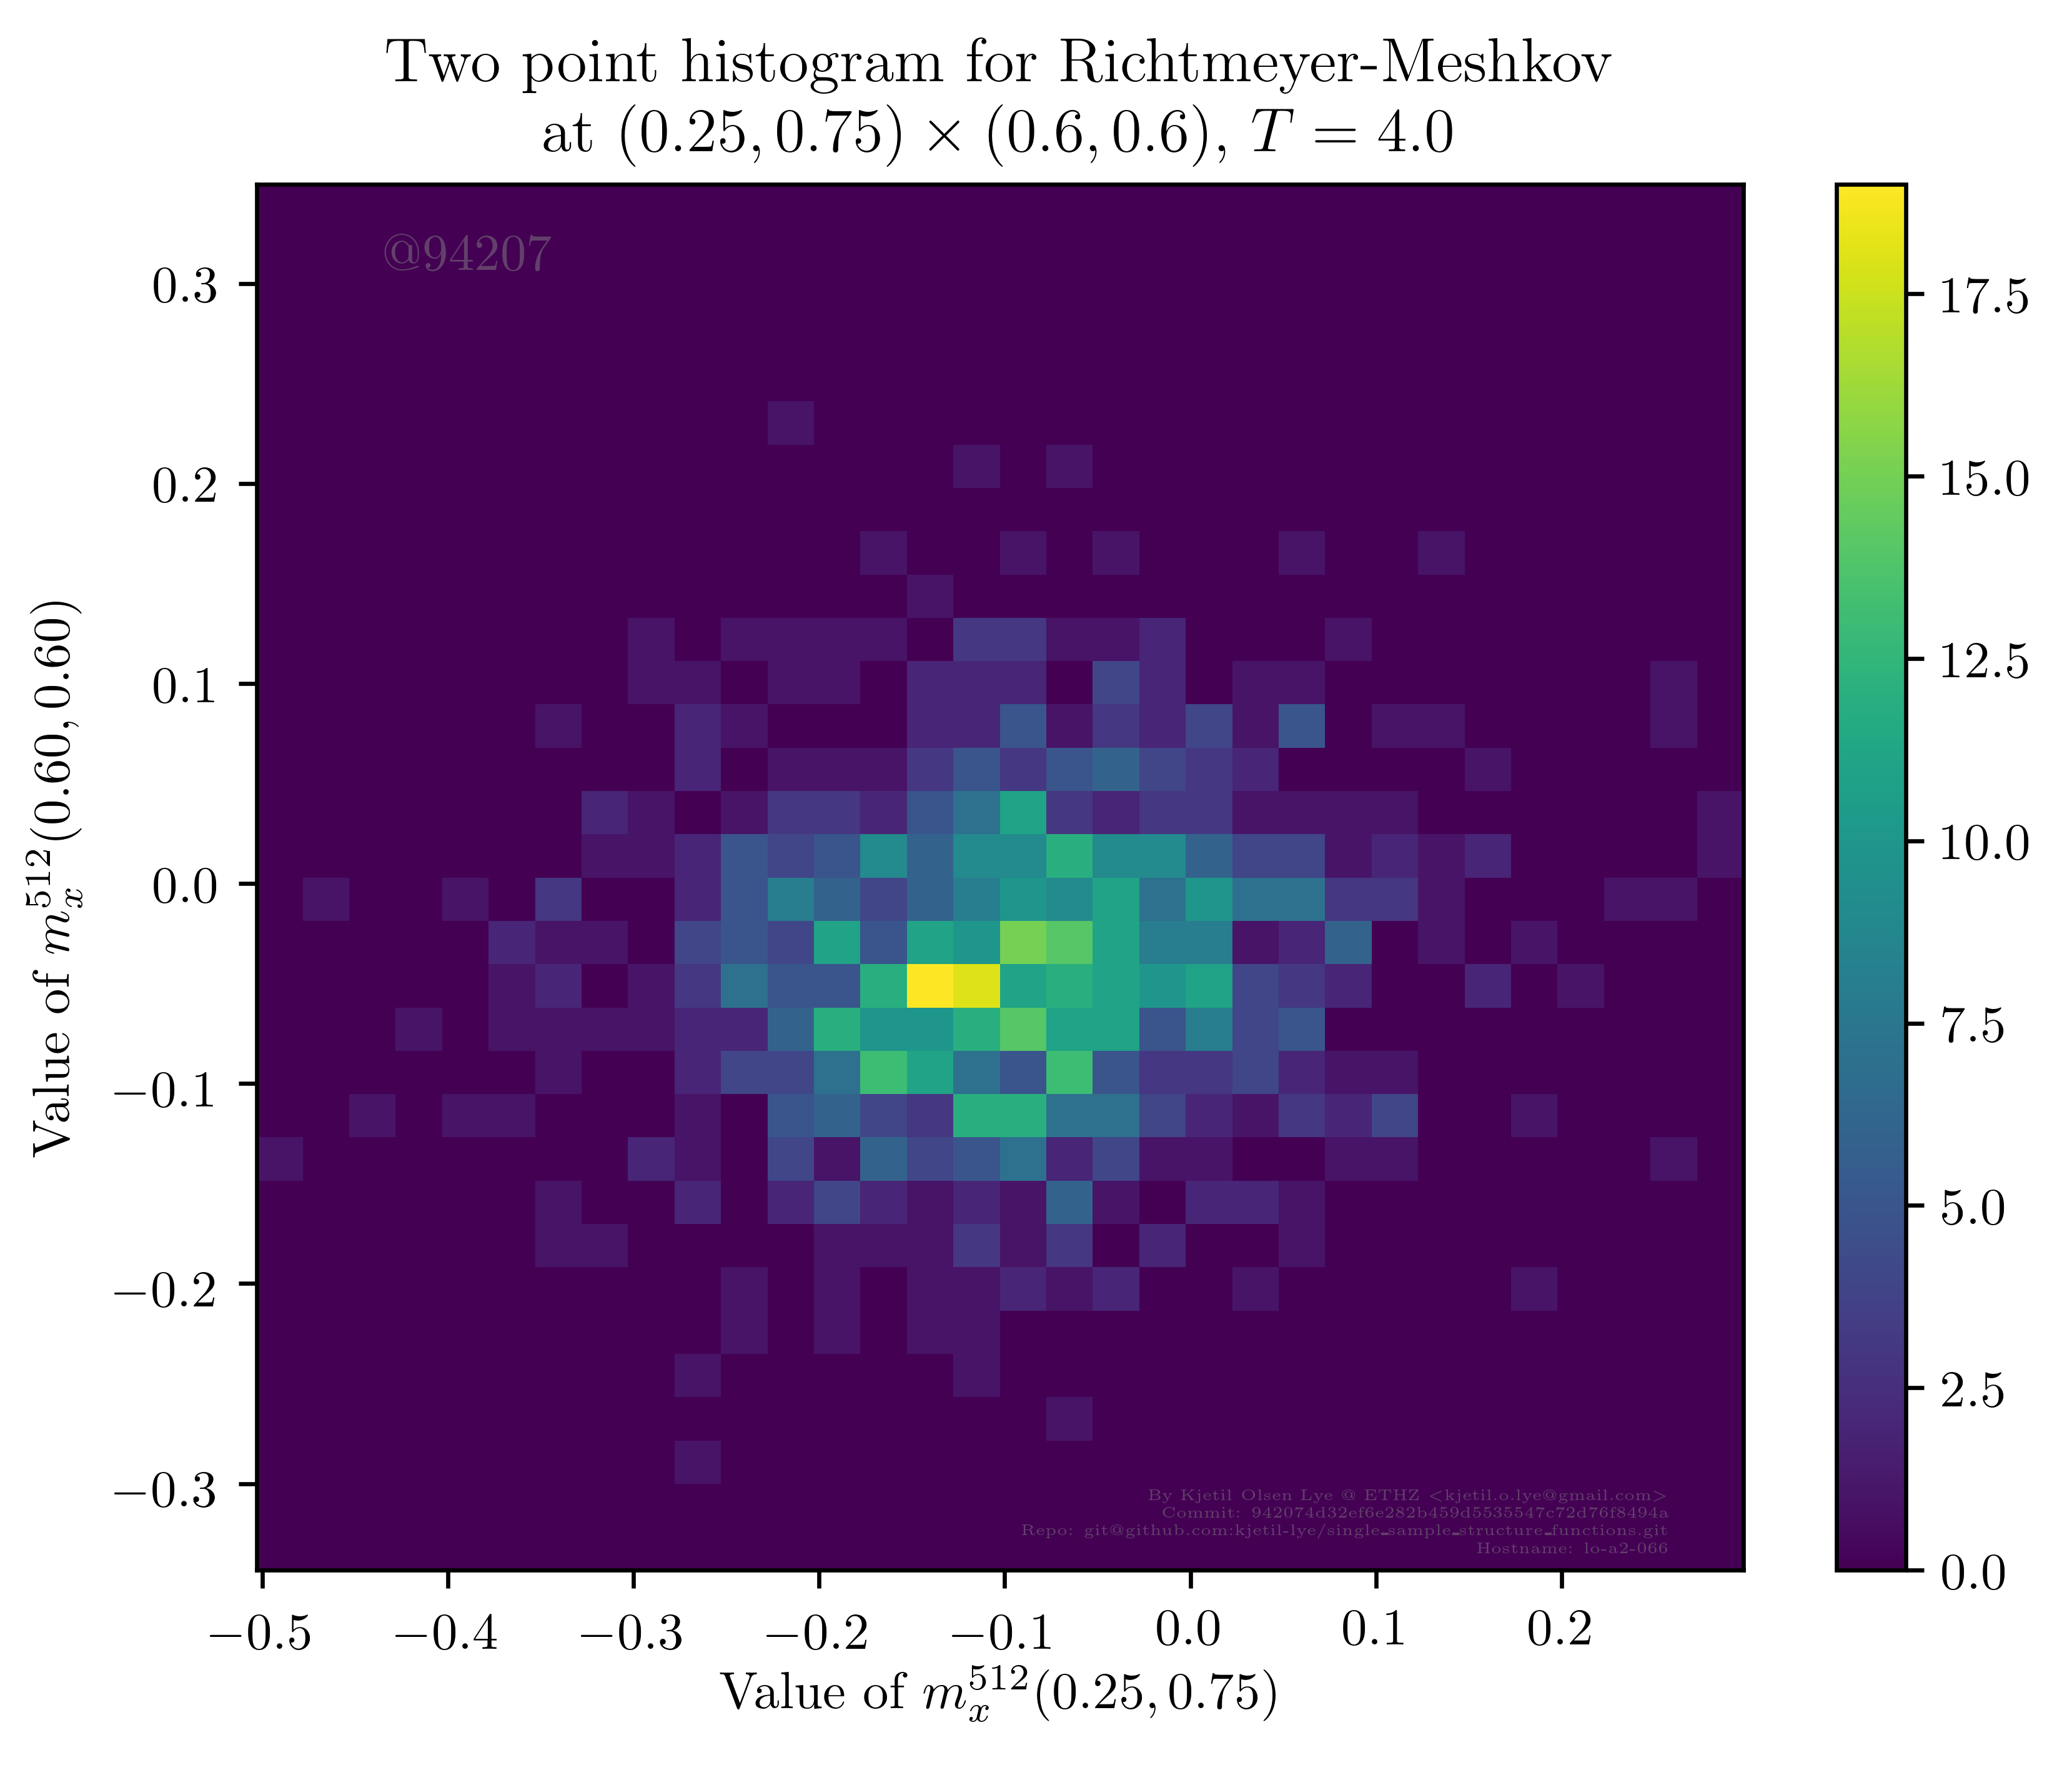 Two point histogram for Richtmeyer-Meshkov
at (0.25, 0.75) × (0.6, 0.6), T = 4.0
@94207
0.3
0.2
0.1
0.0
−0.1
−0.2
−0.3
Value of m_x^512(0.60, 0.60)
17.5
15.0
12.5
10.0
7.5
5.0
2.5
0.0
By Kjetil Olsen Lye @ ETHZ <kjetil.o.lye@gmail.com>
Commit: 942074d32ef6e282b459d5535547c72d76f8494a
Repo: git@github.com:kjetil-lye/single_sample_structure_functions.git
Hostname: lo-a2-066
−0.5 −0.4 −0.3 −0.2 −0.1 0.0 0.1 0.2
Value of m_x^512(0.25, 0.75)